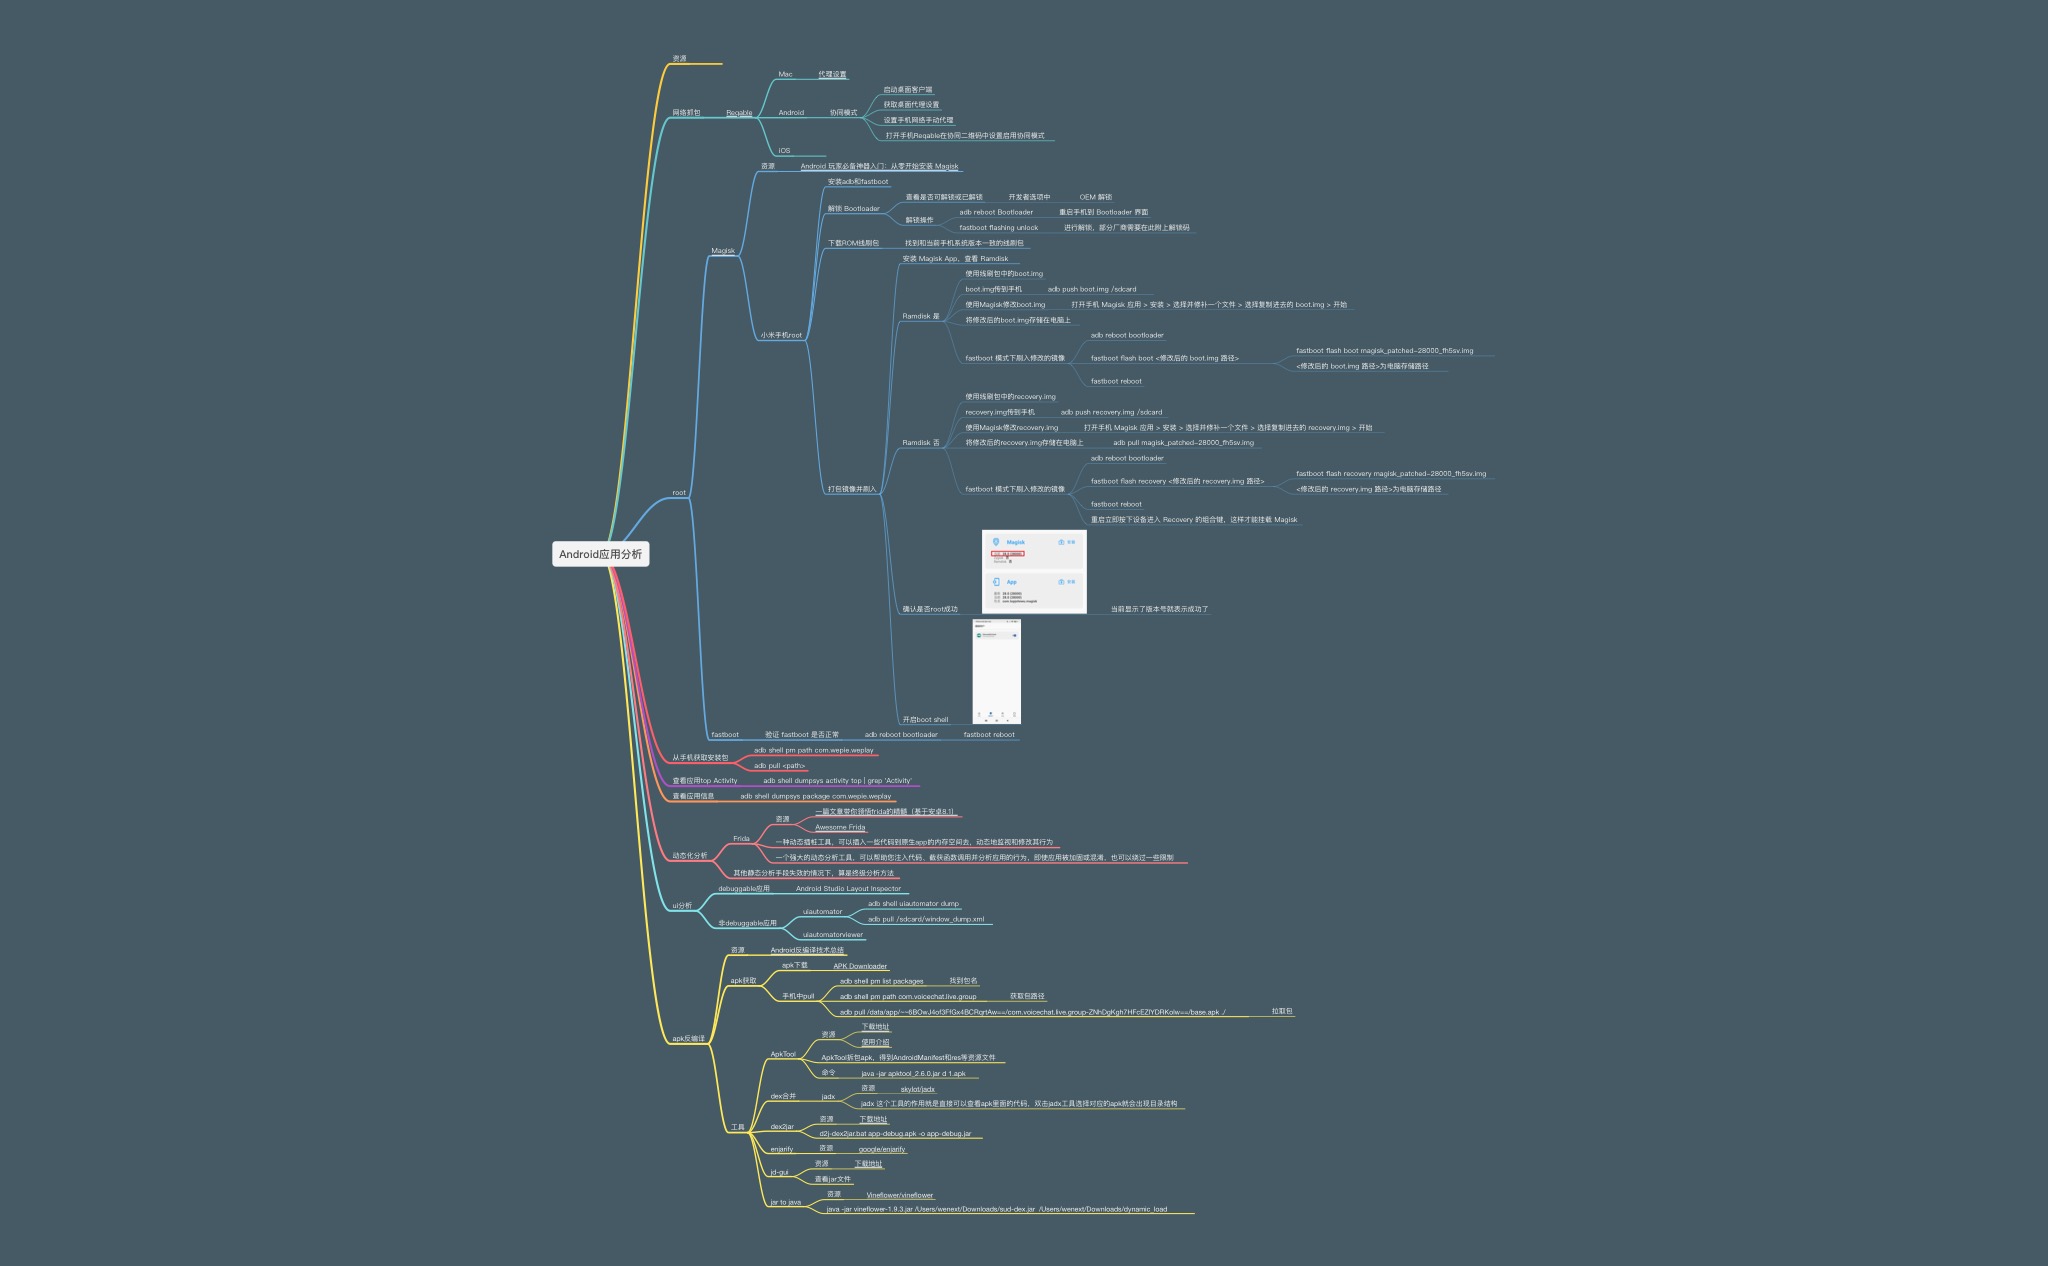 Android应用分析
资源
网络抓包
Reqable
Mac
代理设置
Android
协同模式
启动桌面客户端
获取桌面代理设置
设置手机网络手动代理
打开手机Reqable在协同二维码中设置启用协同模式
iOS
root
Magisk
资源
Android 玩家必备神器入门：从零开始安装 Magisk
小米手机root
安装adb和fastboot
解锁 Bootloader
查看是否可解锁或已解锁
开发者选项中
OEM 解锁
解锁操作
adb reboot Bootloader
重启手机到 Bootloader 界面
fastboot flashing unlock
进行解锁，部分厂商需要在此附上解锁码
下载ROM线刷包
找到和当前手机系统版本一致的线刷包
打包镜像并刷入
安装 Magisk App，查看 Ramdisk
Ramdisk 是
使用线刷包中的boot.img
boot.img传到手机
adb push boot.img /sdcard
使用Magisk修改boot.img
打开手机 Magisk 应用 > 安装 > 选择并修补一个文件 > 选择复制进去的 boot.img > 开始
将修改后的boot.img存储在电脑上
fastboot 模式下刷入修改的镜像
adb reboot bootloader
fastboot flash boot <修改后的 boot.img 路径>
fastboot flash boot magisk_patched-28000_fh5sv.img
<修改后的 boot.img 路径>为电脑存储路径
fastboot reboot
Ramdisk 否
使用线刷包中的recovery.img
recovery.img传到手机
adb push recovery.img /sdcard
使用Magisk修改recovery.img
打开手机 Magisk 应用 > 安装 > 选择并修补一个文件 > 选择复制进去的 recovery.img > 开始
将修改后的recovery.img存储在电脑上
adb pull magisk_patched-28000_fh5sv.img
fastboot 模式下刷入修改的镜像
adb reboot bootloader
fastboot flash recovery <修改后的 recovery.img 路径>
fastboot flash recovery magisk_patched-28000_fh5sv.img
<修改后的 recovery.img 路径>为电脑存储路径
fastboot reboot
重启立即按下设备进入 Recovery 的组合键，这样才能挂载 Magisk
确认是否root成功
Magisk
App
当前显示了版本号就表示成功了
开启boot shell
fastboot
验证 fastboot 是否正常
adb reboot bootloader
fastboot reboot
从手机获取安装包
adb shell pm path com.wepie.weplay
adb pull <path>
查看应用top Activity
adb shell dumpsys activity top | grep 'Activity'
查看应用信息
adb shell dumpsys package com.wepie.weplay
动态化分析
Frida
资源
一篇文章带你领悟frida的精髓（基于安卓8.1）
Awesome Frida
一种动态插桩工具，可以插入一些代码到原生app的内存空间去，动态地监视和修改其行为
一个强大的动态分析工具，可以帮助您注入代码、截获函数调用并分析应用的行为，即使应用被加固或混淆，也可以绕过一些限制
其他静态分析手段失效的情况下，算是终级分析方法
ui分析
debuggable应用
Android Studio Layout Inspector
非debuggable应用
uiautomator
adb shell uiautomator dump
adb pull /sdcard/window_dump.xml
uiautomatorviewer
apk反编译
资源
Android反编译技术总结
apk获取
apk下载
APK Downloader
手机中pull
adb shell pm list packages
找到包名
adb shell pm path com.voicechat.live.group
获取包路径
adb pull /data/app/~~6BOwJ4of3FfGx4BCRqrtAw==/com.voicechat.live.group-ZNhDgKgh7HFcEZlYDRKolw==/base.apk ./
拉取包
工具
ApkTool
资源
下载地址
使用介绍
ApkTool拆包apk，得到AndroidManifest和res等资源文件
命令
java -jar apktool_2.6.0.jar d 1.apk
dex合并
jadx
资源
skylot/jadx
jadx 这个工具的作用就是直接可以查看apk里面的代码，双击jadx工具选择对应的apk就会出现目录结构
dex2jar
资源
下载地址
d2j-dex2jar.bat app-debug.apk -o app-debug.jar
enjarify
资源
google/enjarify
jd-gui
资源
下载地址
查看jar文件
jar to java
资源
Vineflower/vineflower
java -jar vineflower-1.9.3.jar /Users/wenext/Downloads/sud-dex.jar /Users/wenext/Downloads/dynamic_load